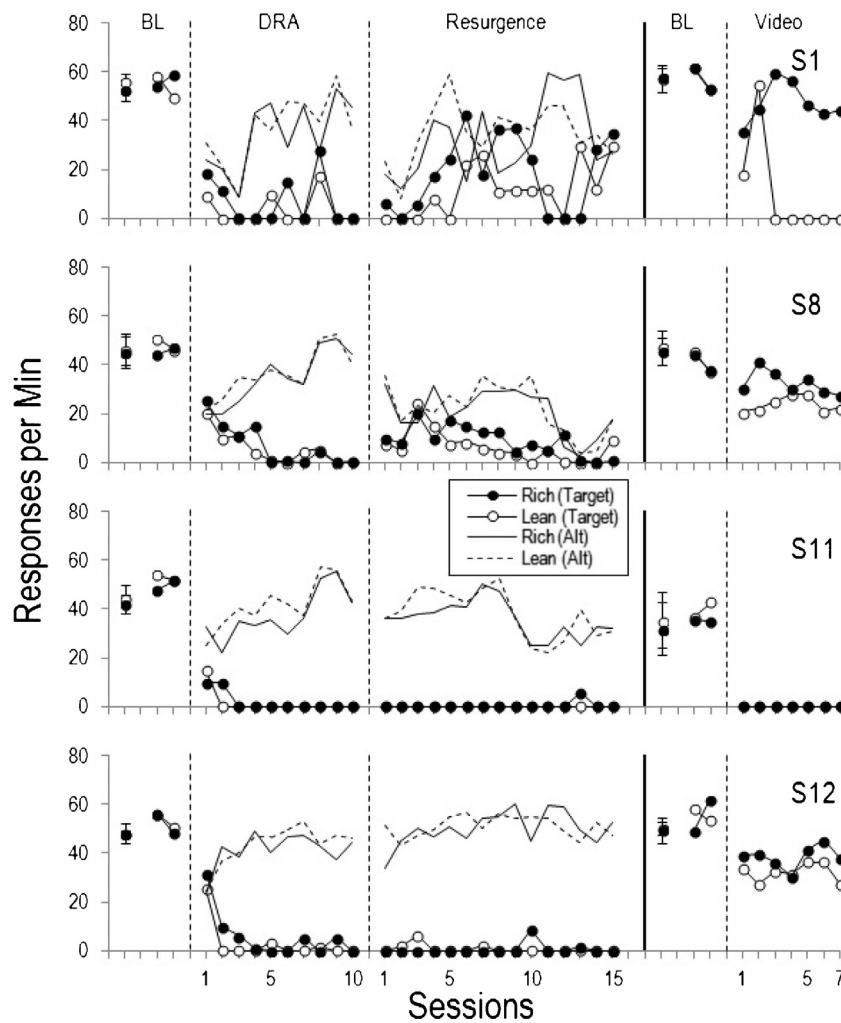 BL DRA Resurgence BL Video
80
60
40
20
0
S1
80
60
40
20
0
S8
80
60
40
20
0
S11
Rich (Target)
Lean (Target)
Rich (Alt)
Lean (Alt)
80
60
40
20
0
S12
1 5 10 1 5 10 15 1 5 7
Responses per Min
Sessions